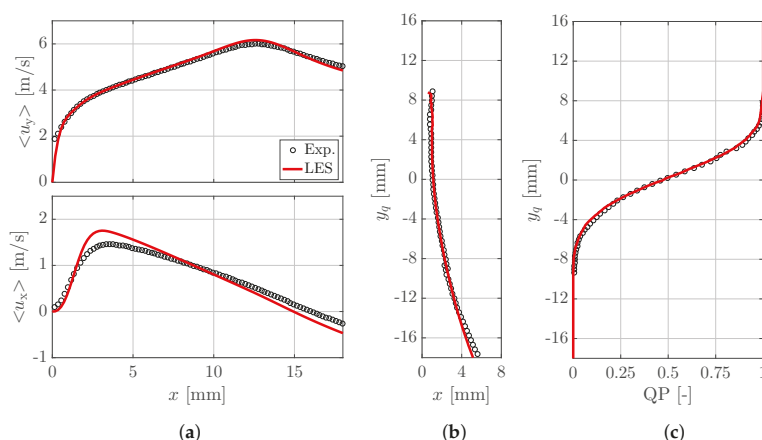 6
4
2
0
<u_y> [m/s]
Exp.
LES
2
1
0
-1
<u_x> [m/s]
0 5 10 15
x [mm]
(a)
16
12
8
4
0
-4
-8
-12
-16
y_q [mm]
0 4 8
x [mm]
(b)
16
12
8
4
0
-4
-8
-12
-16
y_q [mm]
0 0.25 0.5 0.75 1
QP [-]
(c)